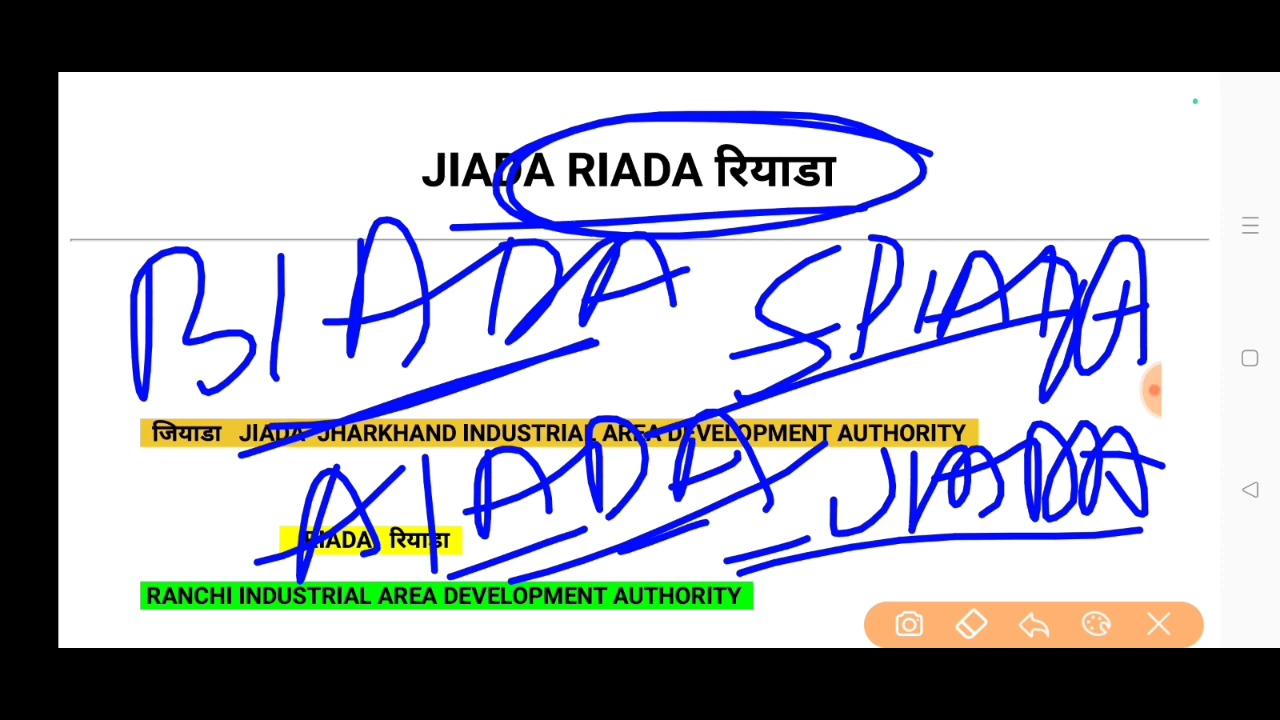 JIADA RIADA रियाडा
BIADA SPIADA
जियाडा JIADA JHARKHAND INDUSTRIAL AREA DEVELOPMENT AUTHORITY
AIADA JIADA
RIADA रियाडा
RANCHI INDUSTRIAL AREA DEVELOPMENT AUTHORITY